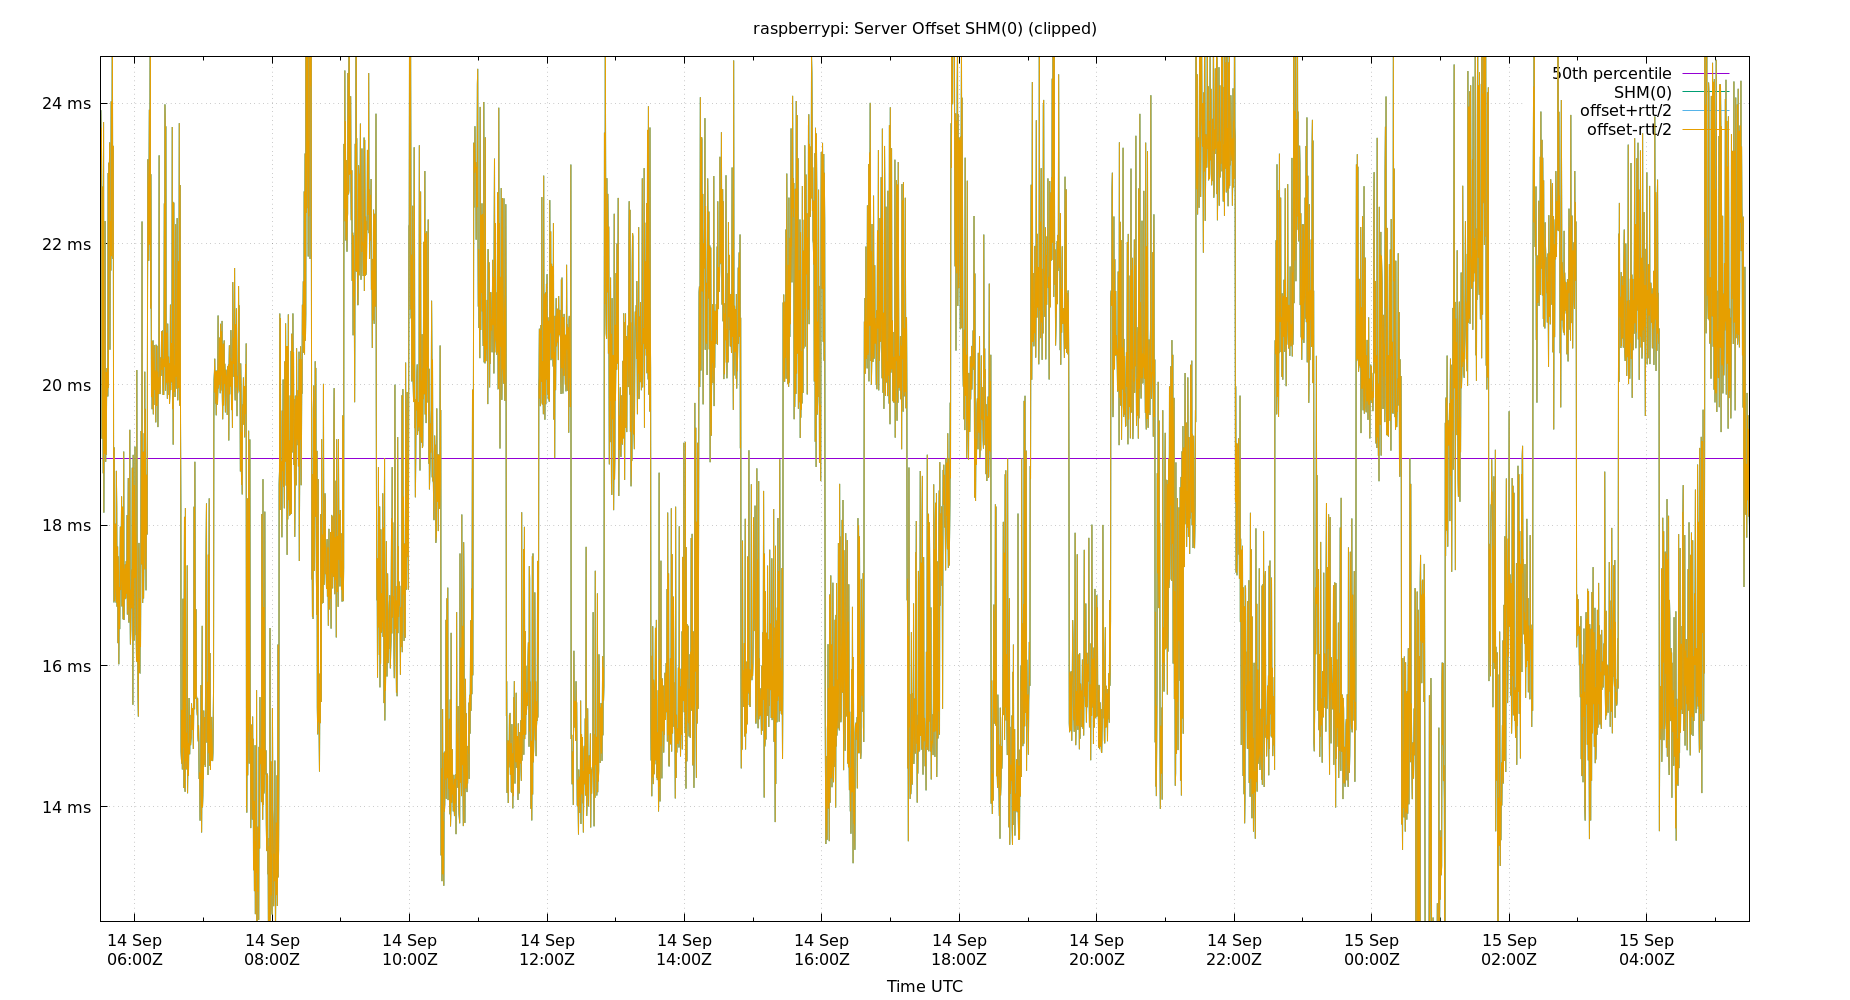 raspberrypi: Server Offset SHM(0) (clipped)
50th percentile
SHM(0)
offset+rtt/2
offset-rtt/2
24 ms
22 ms
20 ms
18 ms
16 ms
14 ms
14 Sep 14 Sep 14 Sep 14 Sep 14 Sep 14 Sep 14 Sep 14 Sep 14 Sep 15 Sep 15 Sep 15 Sep
06:00Z 08:00Z 10:00Z 12:00Z 14:00Z 16:00Z 18:00Z 20:00Z 22:00Z 00:00Z 02:00Z 04:00Z
Time UTC